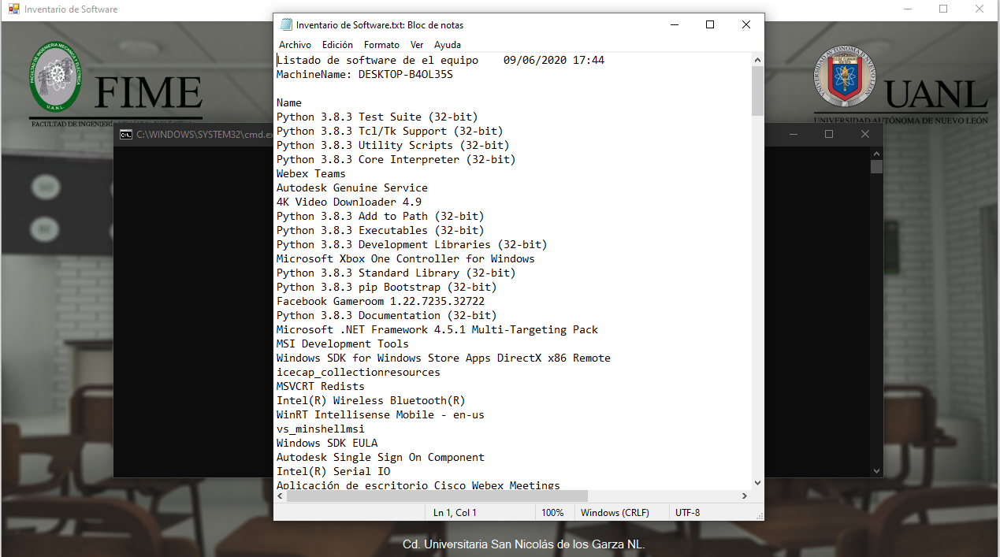 Inventario de Software
Inventario de Software.txt: Bloc de notas
Archivo Edición Formato Ver Ayuda
Listado de software de el equipo    09/06/2020 17:44
MachineName: DESKTOP-B4OL35S
Name
Python 3.8.3 Test Suite (32-bit)
Python 3.8.3 Tcl/Tk Support (32-bit)
Python 3.8.3 Utility Scripts (32-bit)
Python 3.8.3 Core Interpreter (32-bit)
Webex Teams
Autodesk Genuine Service
4K Video Downloader 4.9
Python 3.8.3 Add to Path (32-bit)
Python 3.8.3 Executables (32-bit)
Python 3.8.3 Development Libraries (32-bit)
Microsoft Xbox One Controller for Windows
Python 3.8.3 Standard Library (32-bit)
Python 3.8.3 pip Bootstrap (32-bit)
Facebook Gameroom 1.22.7235.32722
Python 3.8.3 Documentation (32-bit)
Microsoft .NET Framework 4.5.1 Multi-Targeting Pack
MSI Development Tools
Windows SDK for Windows Store Apps DirectX x86 Remote
icecap_collectionresources
MSVCRT Redists
Intel(R) Wireless Bluetooth(R)
WinRT Intellisense Mobile - en-us
vs_minshellmsi
Windows SDK EULA
Autodesk Single Sign On Component
Intel(R) Serial IO
Aplicación de escritorio Cisco Webex Meetings
Ln 1, Col 1 100% Windows (CRLF) UTF-8
FIME
FACULTAD DE INGENIERÍA
UANL
UNIVERSIDAD AUTÓNOMA DE NUEVO LEÓN
C:\WINDOWS\SYSTEM32\cmd.ex
Cd. Universitaria San Nicolás de los Garza NL.